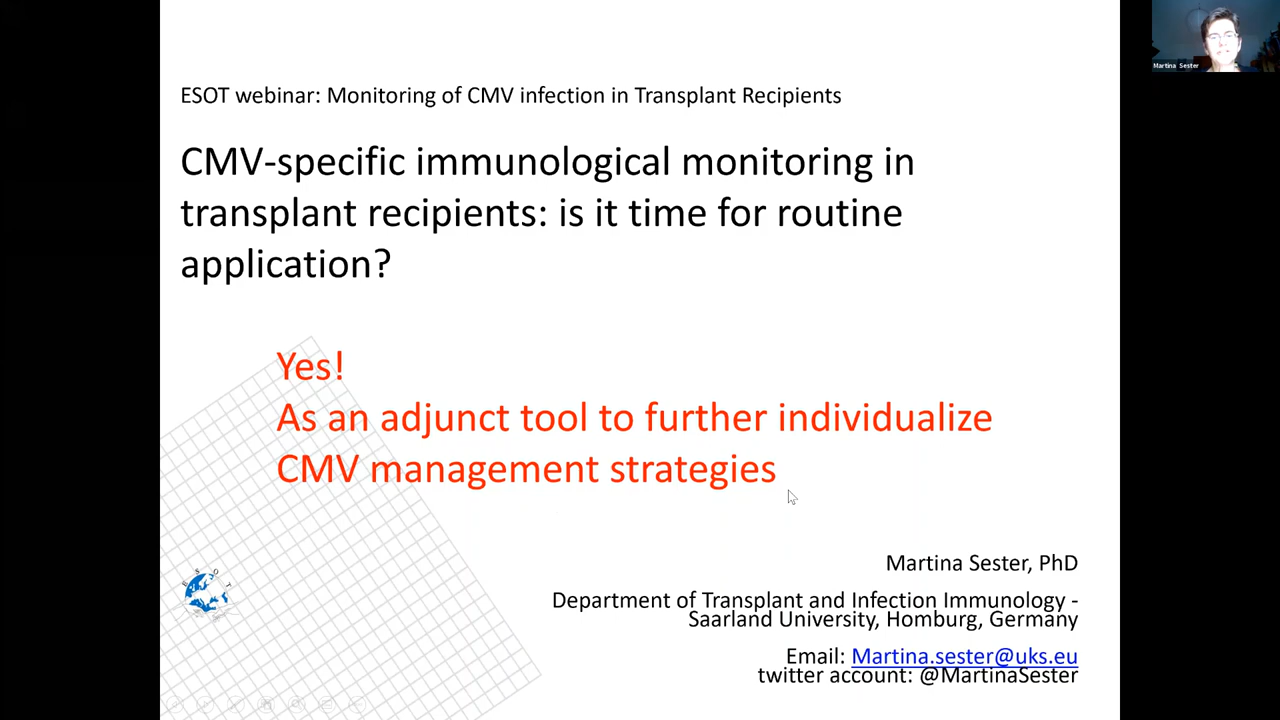 Martina Sester
ESOT webinar: Monitoring of CMV infection in Transplant Recipients
CMV-specific immunological monitoring in
transplant recipients: is it time for routine
application?
Yes!
As an adjunct tool to further individualize
CMV management strategies
E S O T
Martina Sester, PhD
Department of Transplant and Infection Immunology -
Saarland University, Homburg, Germany
Email: Martina.sester@uks.eu
twitter account: @MartinaSester